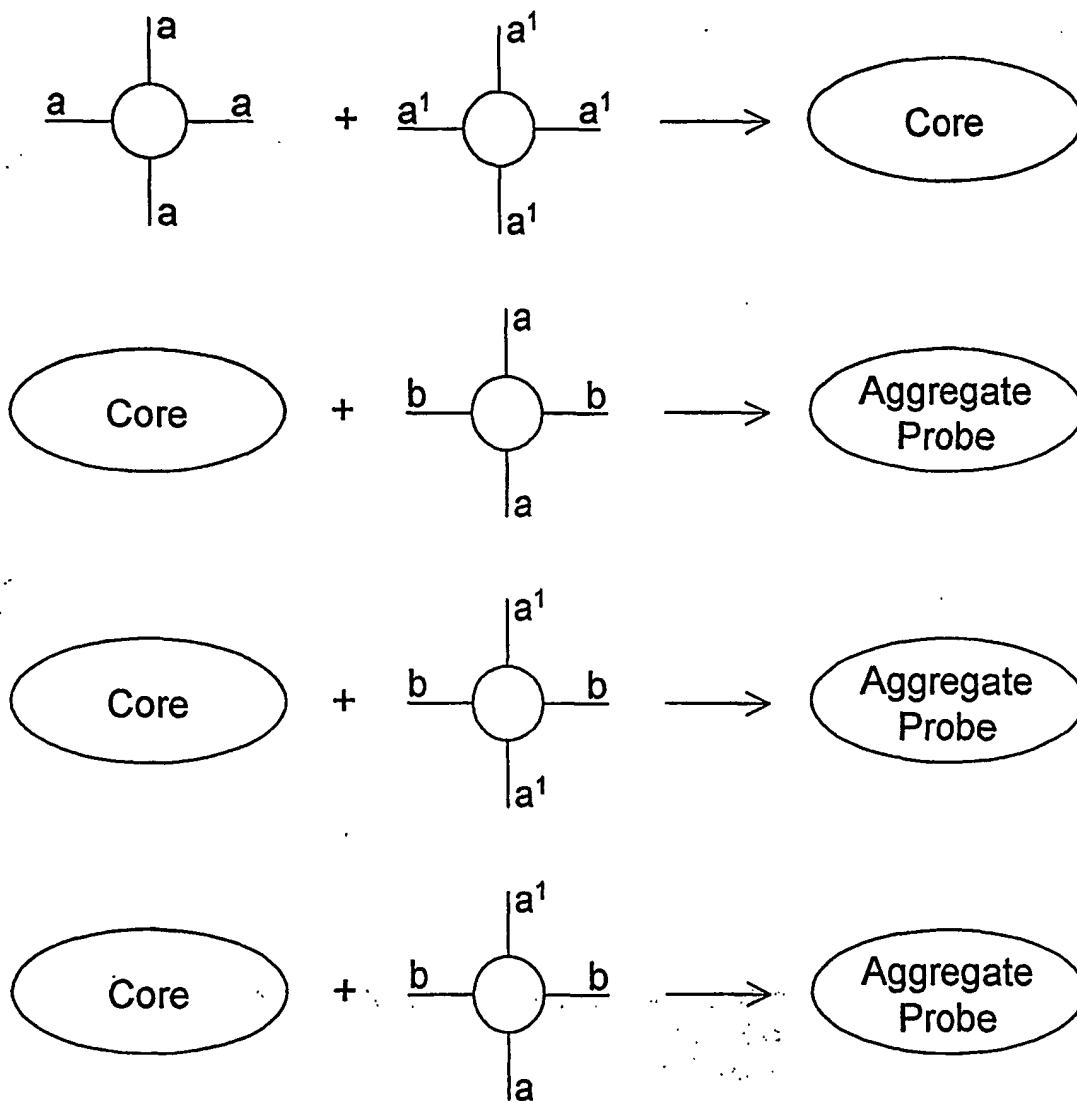 a
a a
a
+
a¹
a¹ a¹
a¹
Core
Core
+
a
b b
a
Aggregate
Probe
Core
+
a¹
b b
a¹
Aggregate
Probe
Core
+
a¹
b b
a
Aggregate
Probe